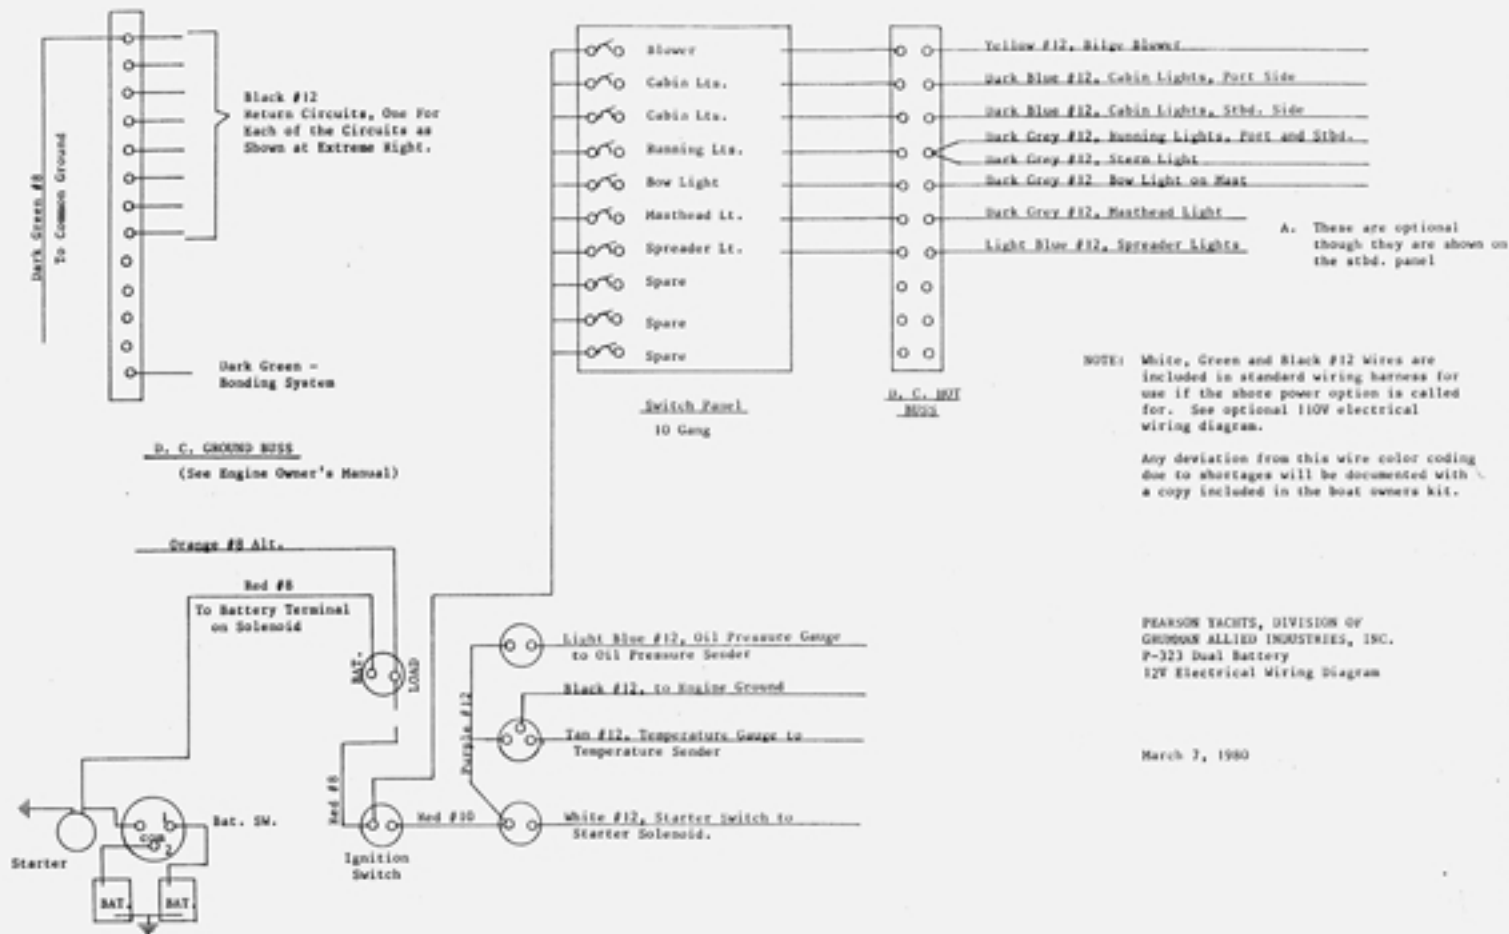 Dark Green #8
To Common Ground
Black #12
Return Circuits, One For
Each of the Circuits as
Shown at Extreme Right.
Dark Green -
Bonding System
D. C. GROUND BUSS
(See Engine Owner's Manual)
Blower
Cabin Lts.
Cabin Lts.
Running Lts.
Bow Light
Masthead Lt.
Spreader Lt.
Spare
Spare
Spare
Switch Panel
10 Gang
D. C. HOT
BUSS
Yellow #12, Bilge Blower
Dark Blue #12, Cabin Lights, Port Side
Dark Blue #12, Cabin Lights, Stbd. Side
Dark Grey #12, Running Lights, Port and Stbd.
Dark Grey #12, Stern Light
Dark Grey #12 Bow Light on Mast
Dark Grey #12, Masthead Light
Light Blue #12, Spreader Lights
A. These are optional
though they are shown on
the stbd. panel
NOTE: White, Green and Black #12 wires are
included in standard wiring harness for
use if the shore power option is called
for. See optional 110V electrical
wiring diagram.
Any deviation from this wire color coding
due to shortages will be documented with
a copy included in the boat owners kit.
Orange #8 Alt.
Red #8
To Battery Terminal
on Solenoid
BAT.
LOAD
Red #8
Purple #12
Light Blue #12, Oil Pressure Gauge
to Oil Pressure Sender
Black #12, to Engine Ground
Tan #12, Temperature Gauge to
Temperature Sender
Red #10
White #12, Starter Switch to
Starter Solenoid.
Ignition
Switch
Bat. SW.
1
COM
2
Starter
BAT.
BAT.
PEARSON YACHTS, DIVISION OF
GRUMMAN ALLIED INDUSTRIES, INC.
P-323 Dual Battery
12V Electrical Wiring Diagram
March 7, 1980